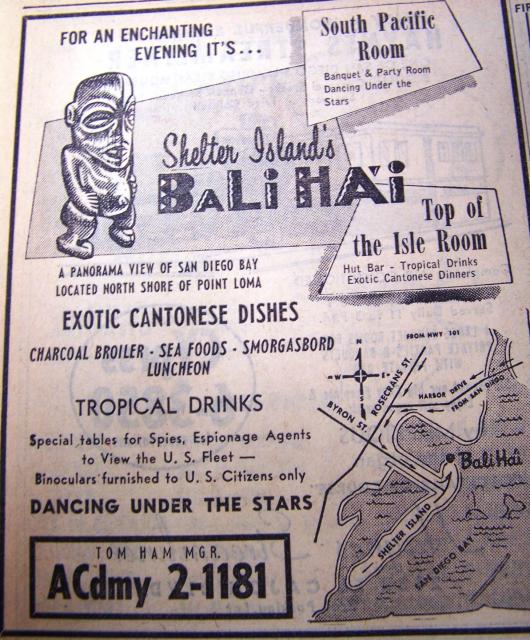 FOR AN ENCHANTING
EVENING IT'S...
South Pacific
Room
Banquet & Party Room
Dancing Under the
Stars
Shelter Island's
BALi HA'i
Top of
the Isle Room
Hut Bar - Tropical Drinks
Exotic Cantonese Dinners
A PANORAMA VIEW OF SAN DIEGO BAY
LOCATED NORTH SHORE OF POINT LOMA
EXOTIC CANTONESE DISHES
CHARCOAL BROILER - SEA FOODS - SMORGASBORD
LUNCHEON
TROPICAL DRINKS
Special tables for Spies, Espionage Agents
to View the U. S. Fleet —
Binoculars furnished to U. S. Citizens only
DANCING UNDER THE STARS
TOM HAM MGR.
ACdmy 2-1181
FROM HWY 101
N
W
E
S
ROSECRANS ST.
HARBOR DRIVE
FROM SAN DIEGO
BYRON ST.
Bali Hai
SHELTER ISLAND
SAN DIEGO BAY